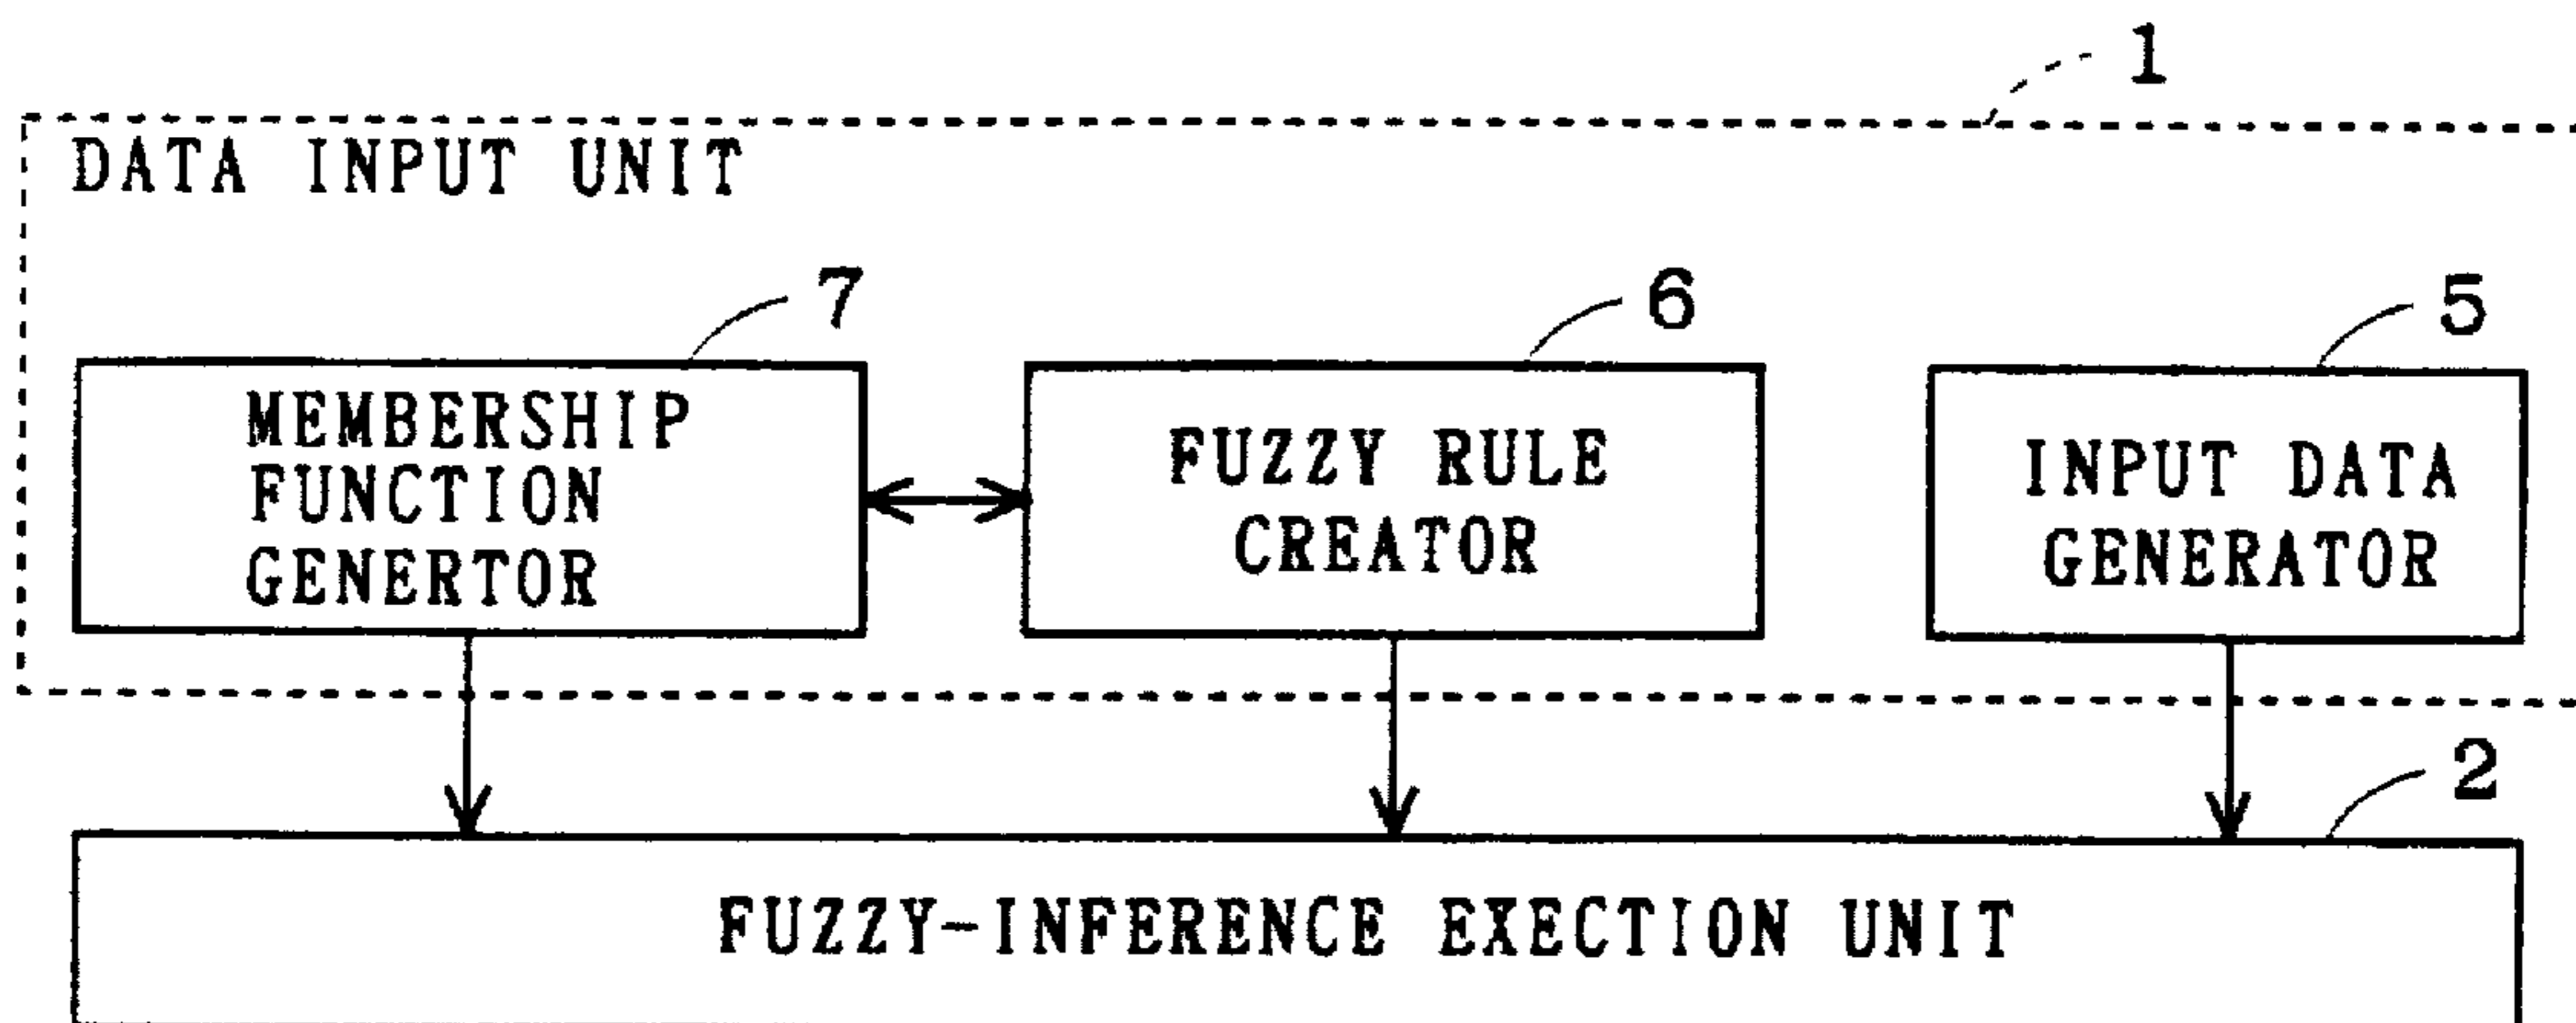 1
DATA INPUT UNIT
7
6
5
MEMBERSHIP
FUNCTION
GENERTOR
FUZZY RULE
CREATOR
INPUT DATA
GENERATOR
2
FUZZY-INFERENCE EXECTION UNIT